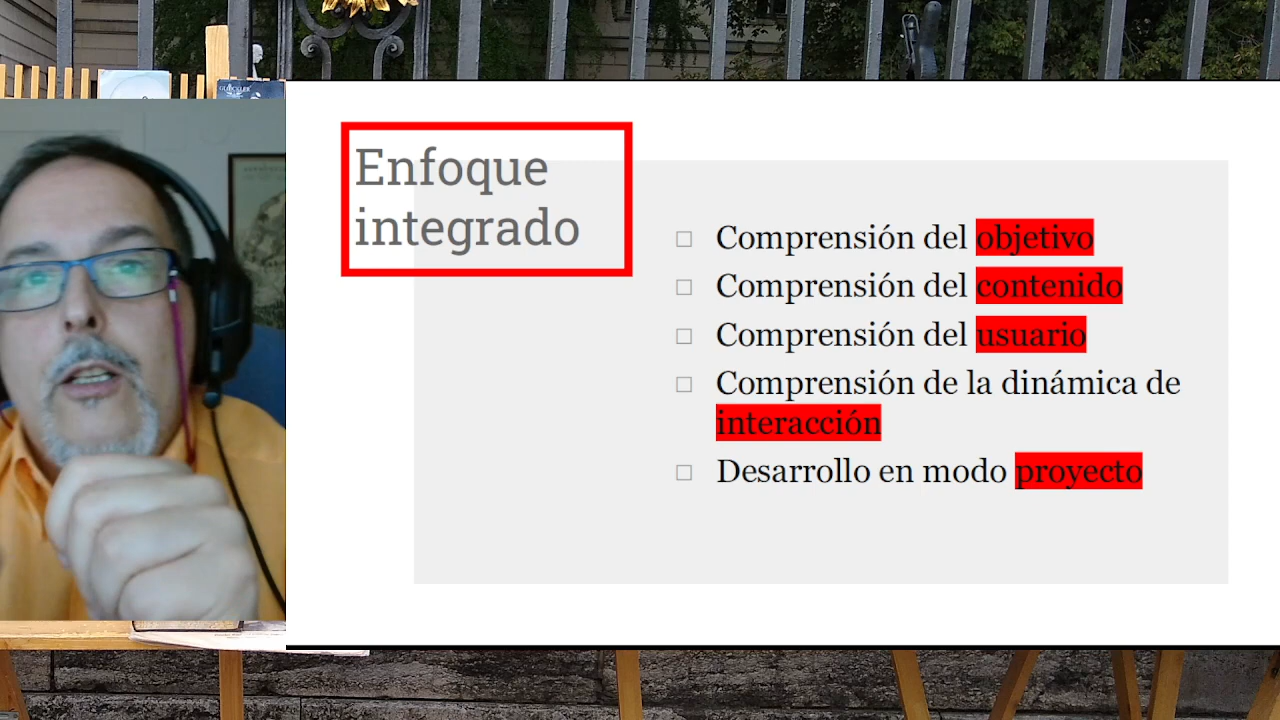 Enfoque
integrado
Comprensión del objetivo
Comprensión del contenido
Comprensión del usuario
Comprensión de la dinámica de
interacción
Desarrollo en modo proyecto